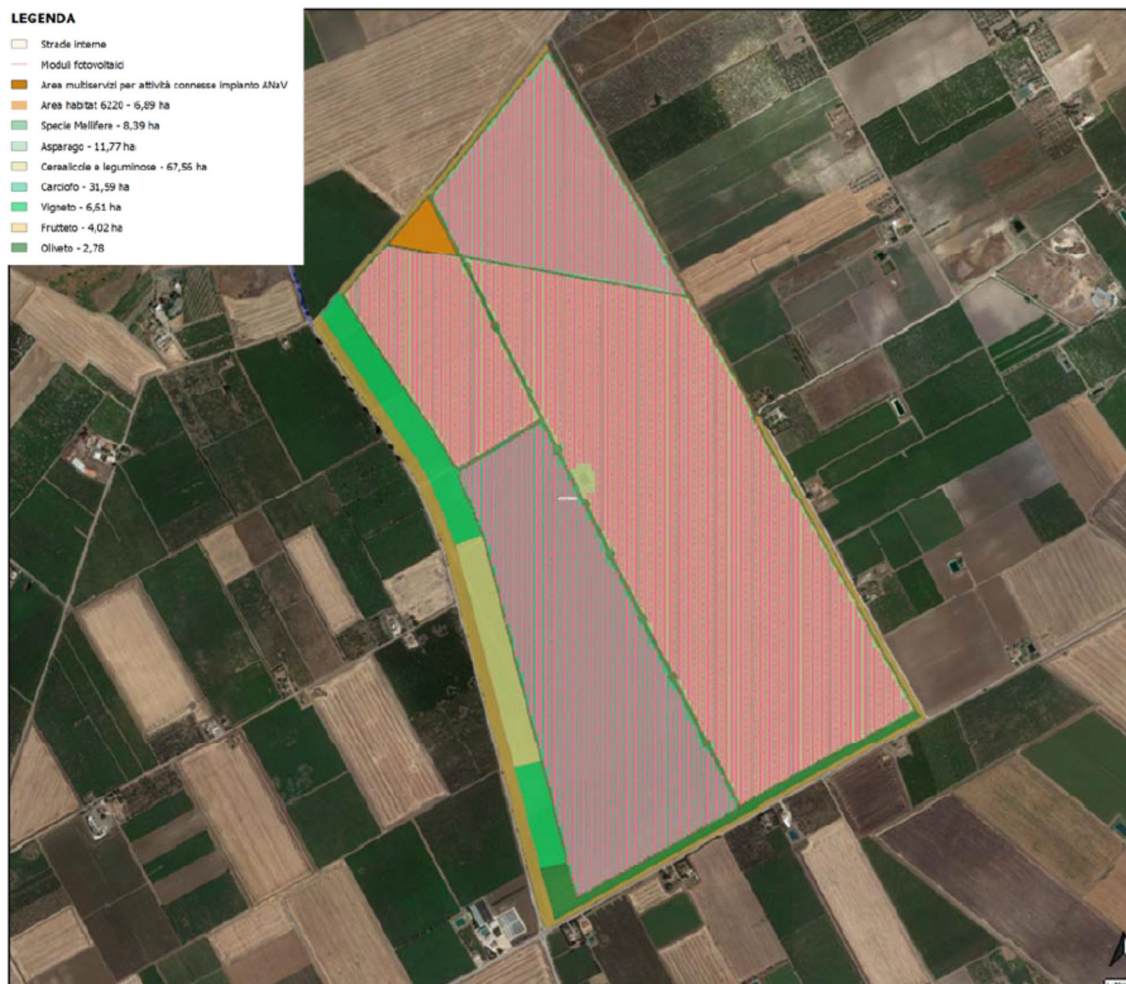 LEGENDA
Strade interne
Moduli fotovoltaici
Area multiservizi per attività connesse impianto ANaV
Area habitat 6220 - 6,89 ha
Specie Mellifere - 8,39 ha
Asparago - 11,77 ha
Cerealicole e leguminose - 67,56 ha
Carciofo - 31,59 ha
Vigneto - 6,61 ha
Frutteto - 4,02 ha
Oliveto - 2,78